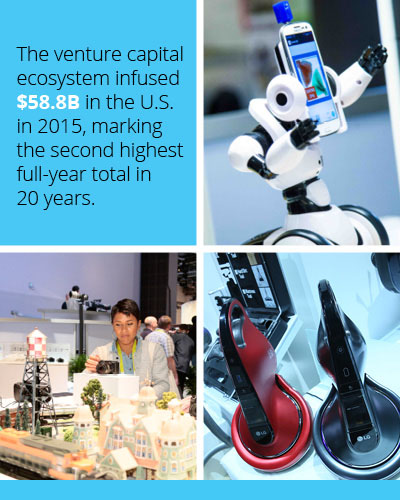 The venture capital
ecosystem infused
$58.8B in the U.S.
in 2015, marking
the second highest
full-year total in
20 years.
LG
LG